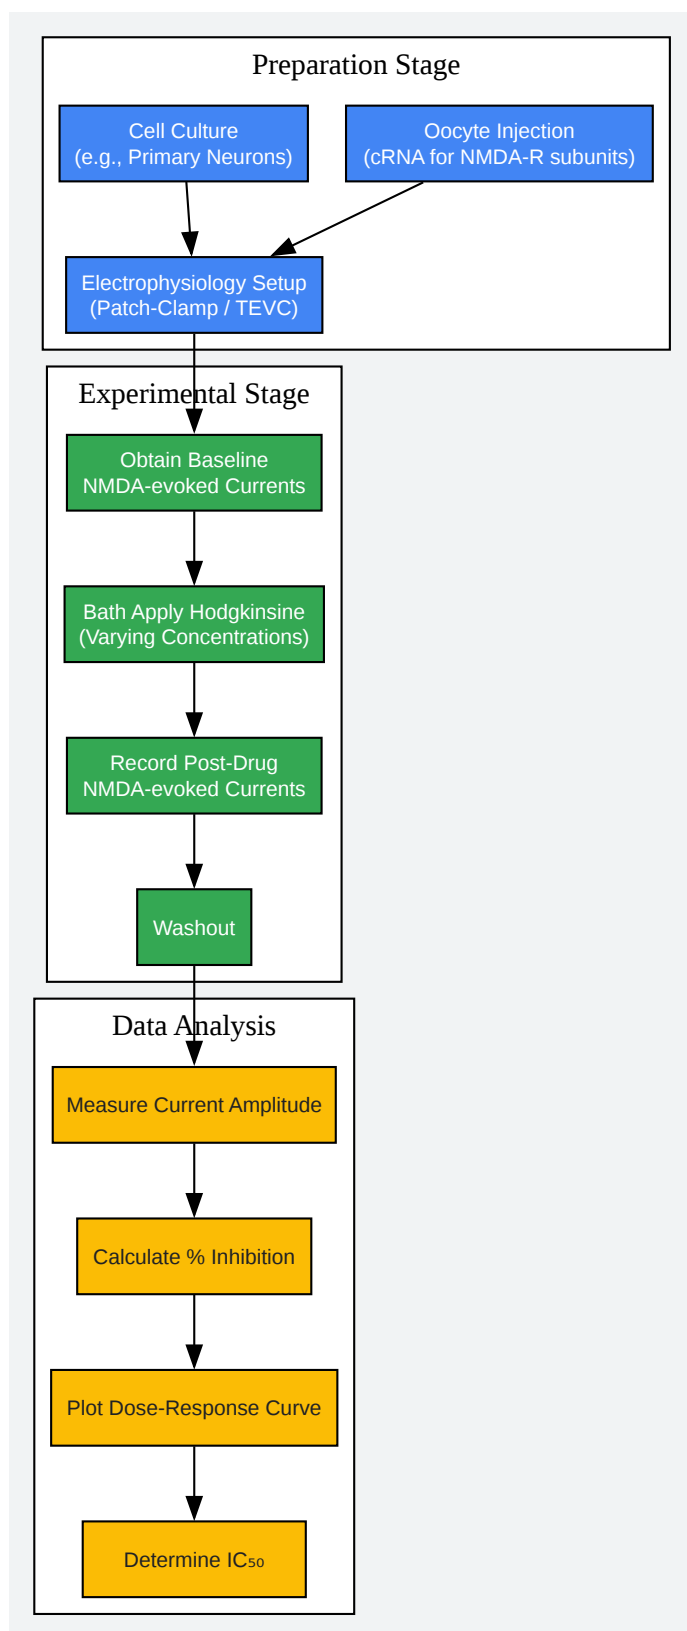 Preparation Stage
Cell Culture
(e.g., Primary Neurons)
Oocyte Injection
(cRNA for NMDA-R subunits)
Electrophysiology Setup
(Patch-Clamp / TEVC)
Experimental Stage
Obtain Baseline
NMDA-evoked Currents
Bath Apply Hodgkinsine
(Varying Concentrations)
Record Post-Drug
NMDA-evoked Currents
Washout
Data Analysis
Measure Current Amplitude
Calculate % Inhibition
Plot Dose-Response Curve
Determine IC₅₀